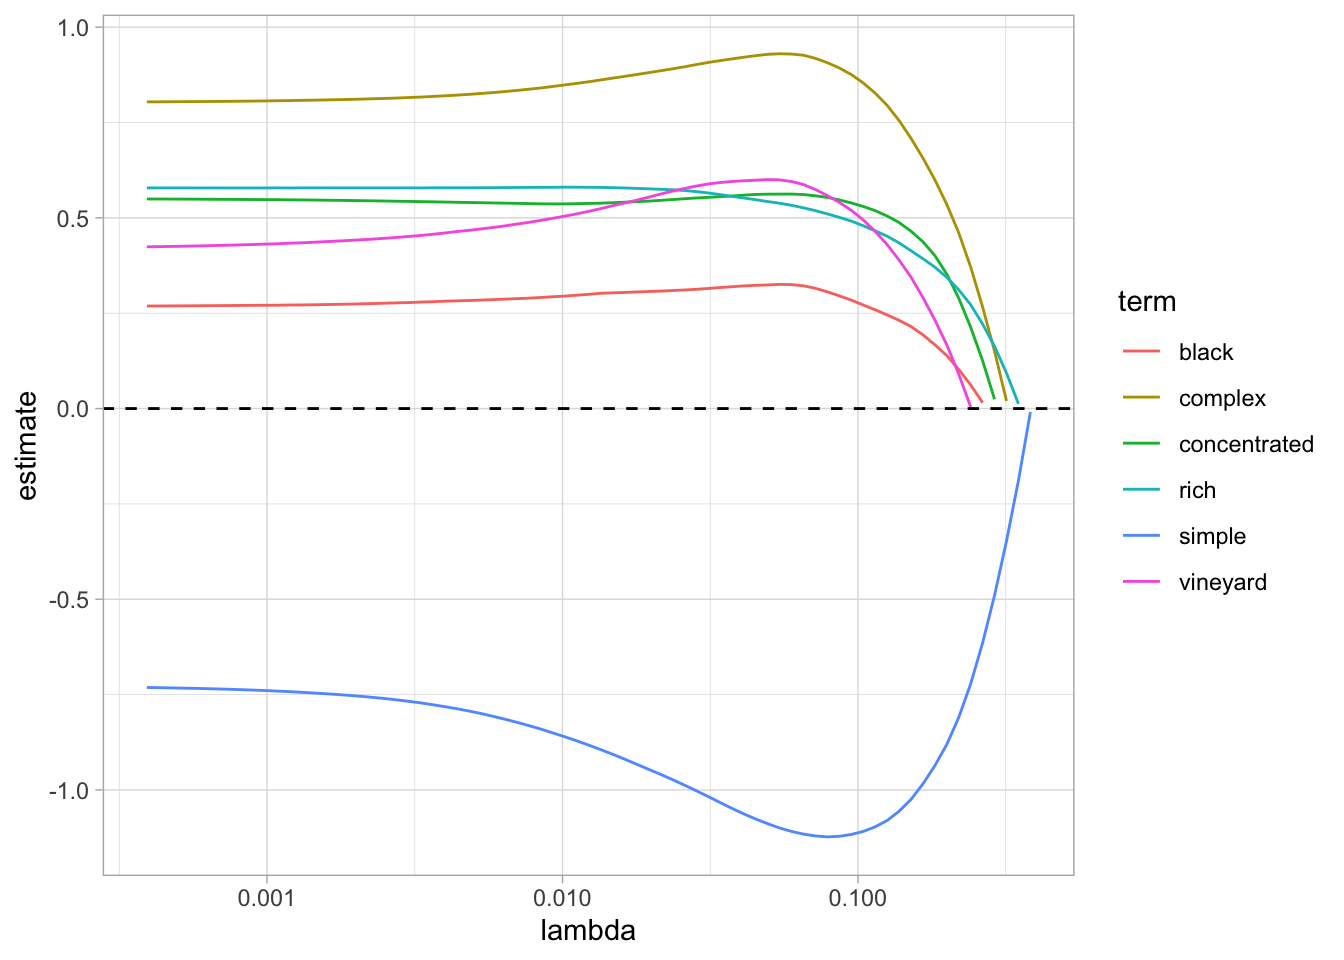 1.0
0.5
0.0
-0.5
-1.0
estimate
0.001
0.010
0.100
lambda
term
black
complex
concentrated
rich
simple
vineyard